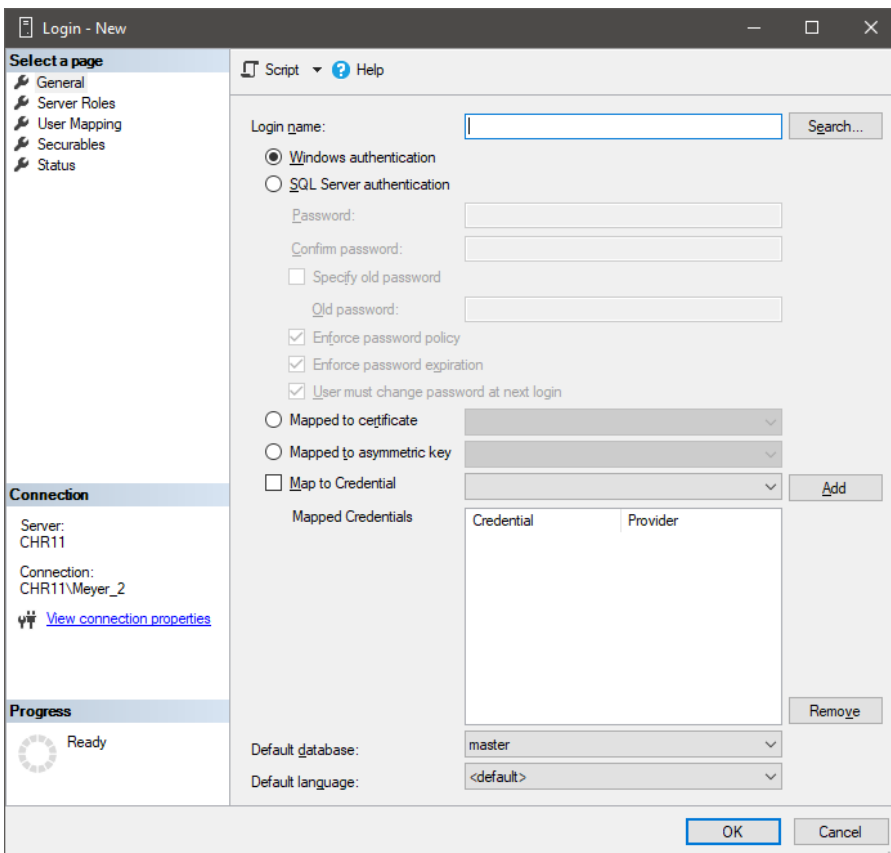 Login - New
Select a page
General
Server Roles
User Mapping
Securables
Status
Script
Help
Login name:
Search...
Windows authentication
SQL Server authentication
Password:
Confirm password:
Specify old password
Old password:
Enforce password policy
Enforce password expiration
User must change password at next login
Mapped to certificate
Mapped to asymmetric key
Map to Credential
Add
Mapped Credentials
Credential Provider
Remove
Default database:
master
Default language:
<default>
Connection
Server:
CHR11
Connection:
CHR11\Meyer_2
View connection properties
Progress
Ready
OK
Cancel